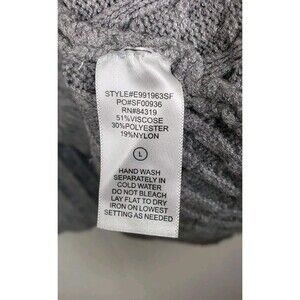 STYLE#E991963SF
PO#SF00936
RN#84319
51%VISCOSE
30%POLYESTER
19%NYLON
L
HAND WASH
SEPARATELY IN
COLD WATER
DO NOT BLEACH
LAY FLAT TO DRY
IRON ON LOWEST
SETTING AS NEEDED